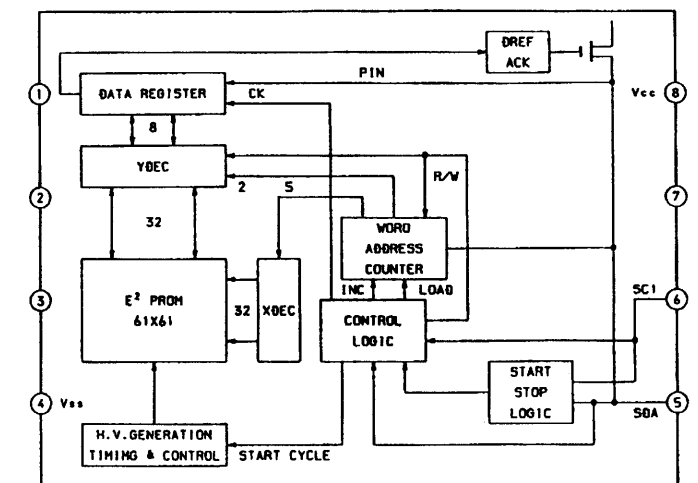 DREF
ACK
PIN
1
DATA REGISTER
CK
Vcc
8
8
YDEC
R/W
2
5
2
7
32
WORD
ADDRESS
COUNTER
INC
LOAD
SC1
3
E² PROM
61X61
32
XDEC
6
CONTROL
LOGIC
START
STOP
LOGIC
4
Vss
SDA
5
H.V.GENERATION
TIMING & CONTROL
START CYCLE